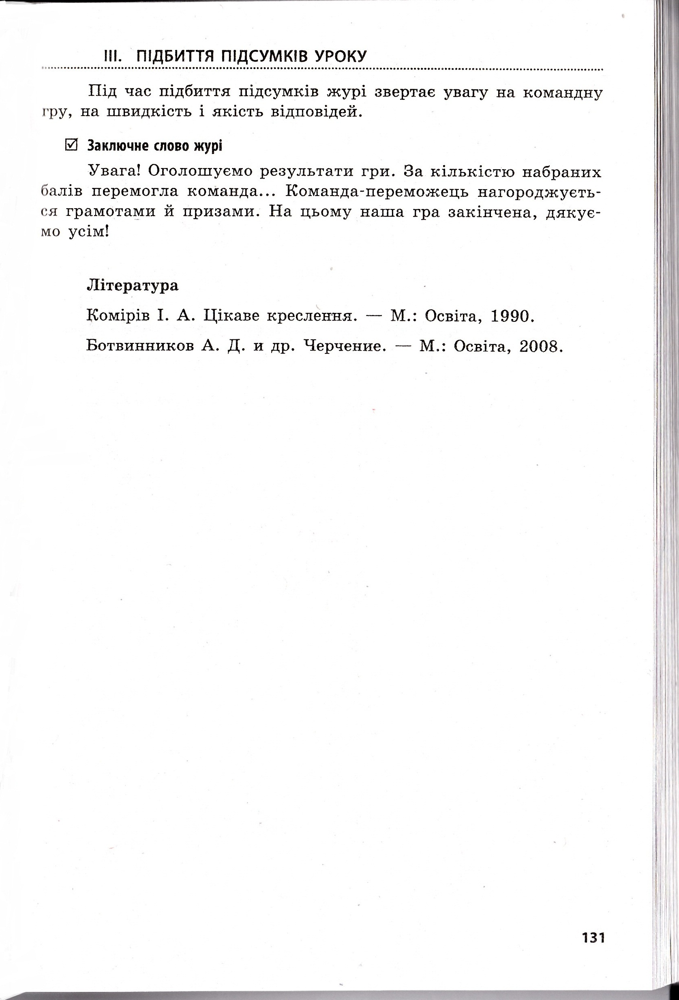 III. ПІДБИТТЯ ПІДСУМКІВ УРОКУ
Під час підбиття підсумків журі звертає увагу на командну
гру, на швидкість і якість відповідей.
☑ Заключне слово журі
Увага! Оголошуємо результати гри. За кількістю набраних
балів перемогла команда... Команда-переможець нагороджуєть-
ся грамотами й призами. На цьому наша гра закінчена, дякує-
мо усім!
Література
Комірів І. А. Цікаве креслення. — М.: Освіта, 1990.
Ботвинников А. Д. и др. Черчение. — М.: Освіта, 2008.
131